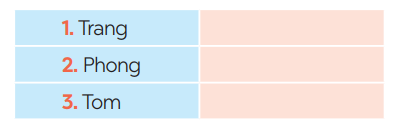 1. Trang
2. Phong
3. Tom